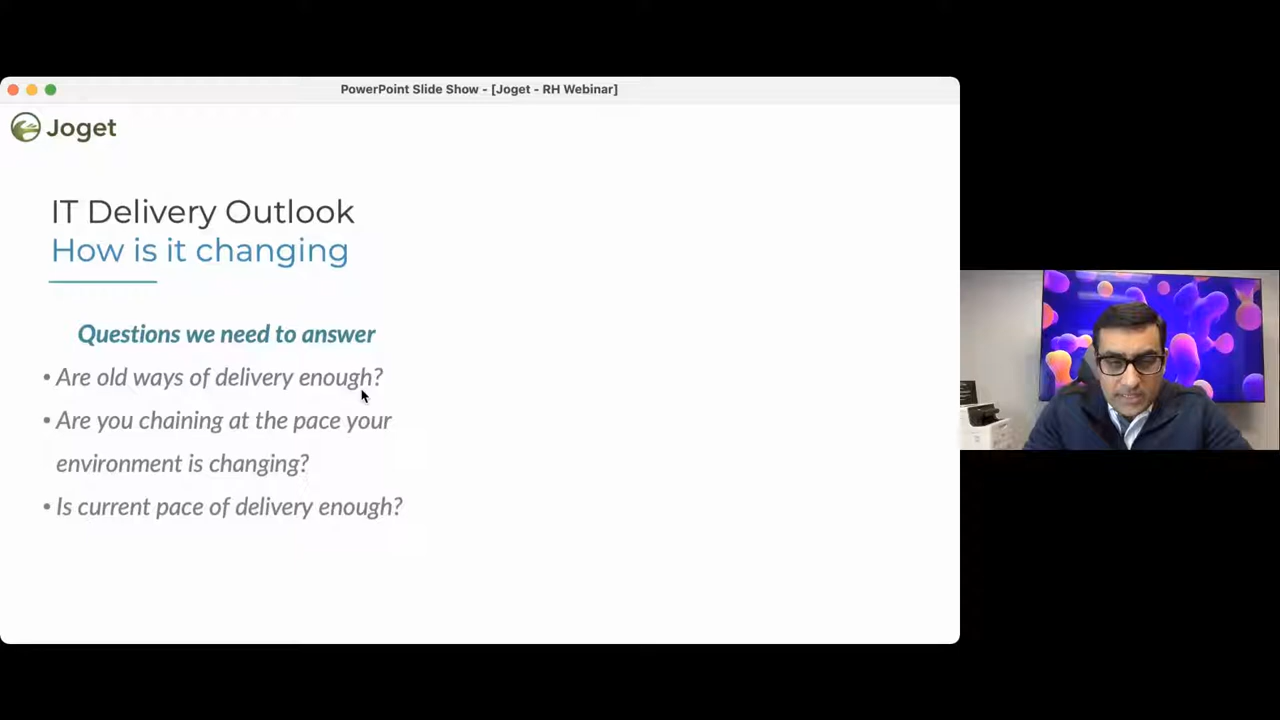 PowerPoint Slide Show - [Joget - RH Webinar]
Joget
IT Delivery Outlook
How is it changing
Questions we need to answer
• Are old ways of delivery enough?
• Are you chaining at the pace your
environment is changing?
• Is current pace of delivery enough?